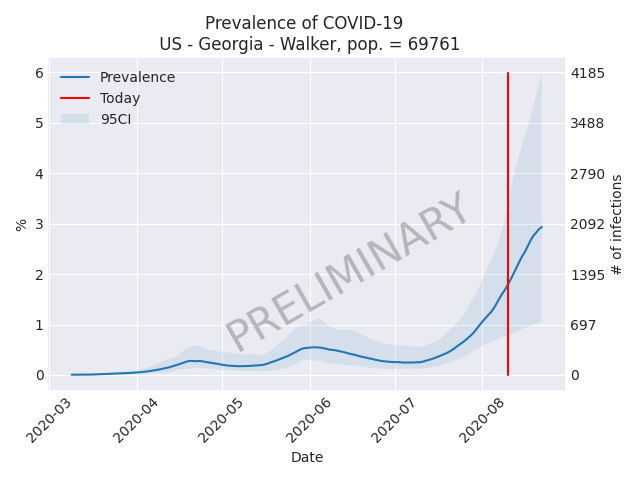 Prevalence of COVID-19
US - Georgia - Walker, pop. = 69761
Prevalence
Today
95CI
6
5
4
3
2
1
0
%
4185
3488
2790
2092
1395
697
0
# of infections
PRELIMINARY
2020-03
2020-04
2020-05
2020-06
2020-07
2020-08
Date